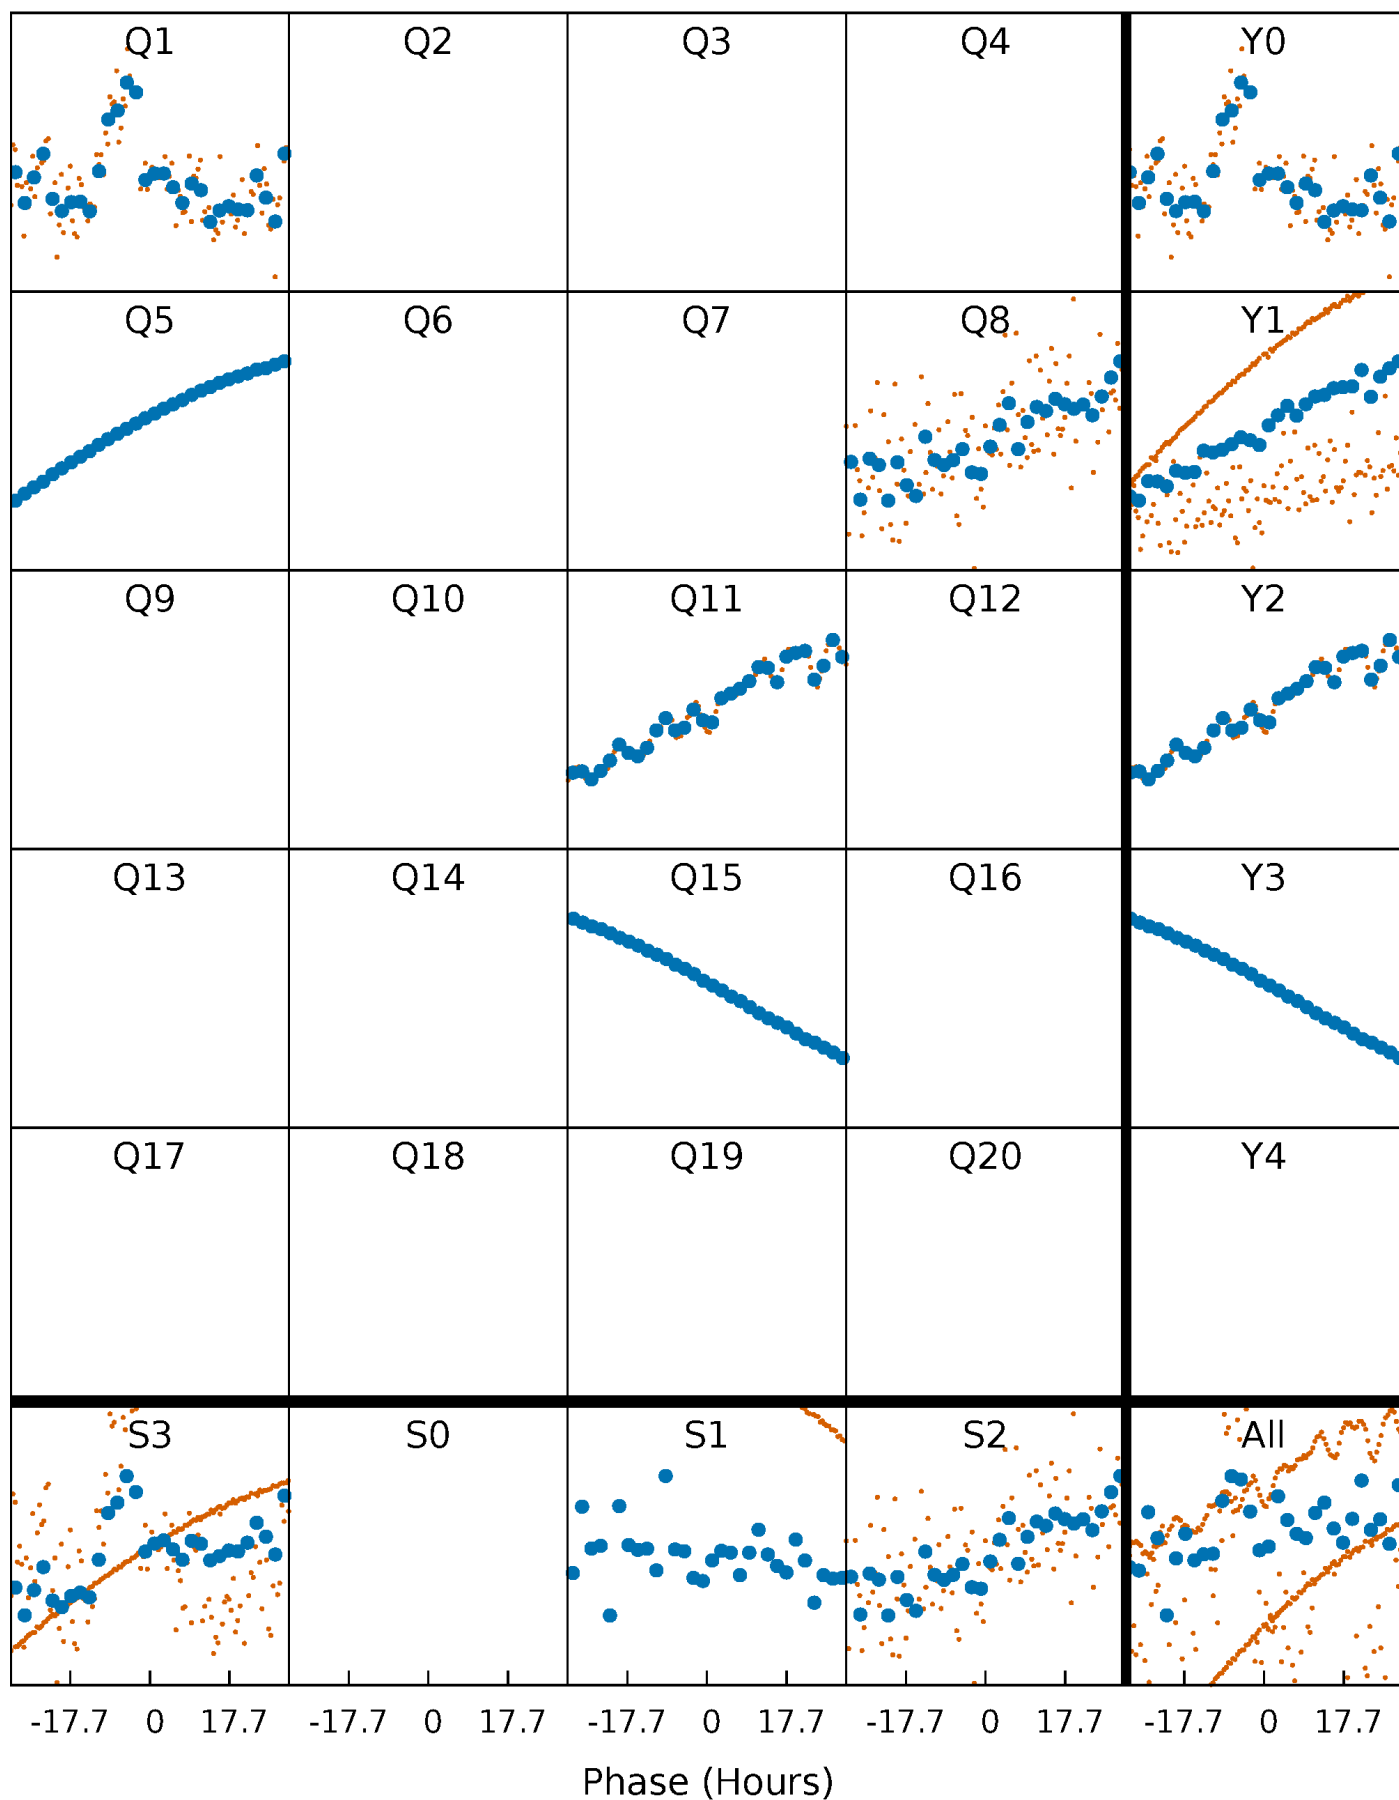 Q1 Q2 Q3 Q4 Y0
Q5 Q6 Q7 Q8 Y1
Q9 Q10 Q11 Q12 Y2
Q13 Q14 Q15 Q16 Y3
Q17 Q18 Q19 Q20 Y4
S3 S0 S1 S2 All
-17.7 0 17.7 -17.7 0 17.7 -17.7 0 17.7 -17.7 0 17.7 -17.7 0 17.7
Phase (Hours)